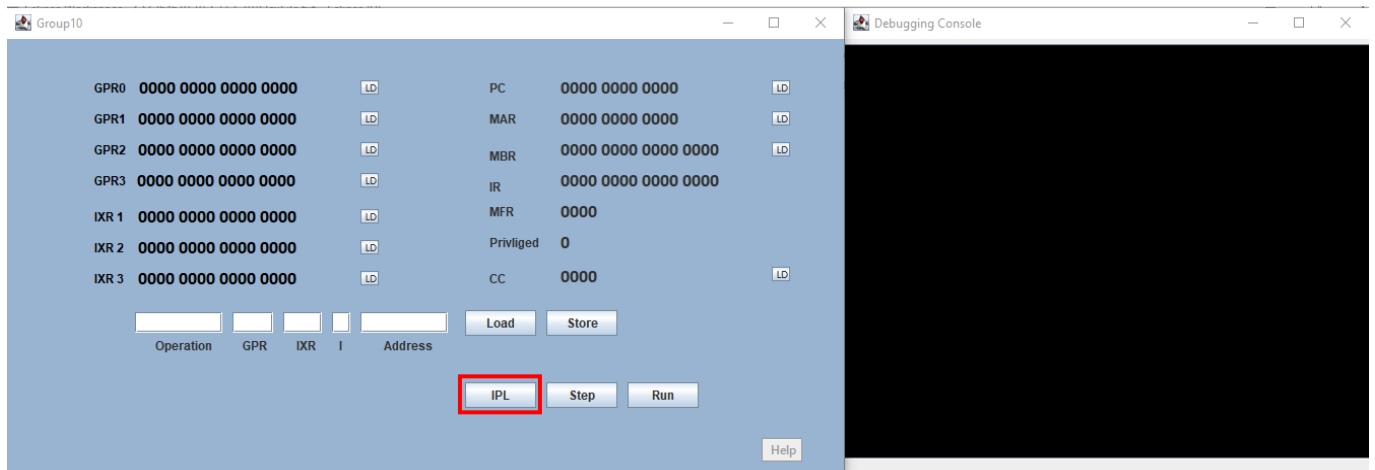 Group10
Debugging Console
GPR0 0000 0000 0000 0000 LD PC 0000 0000 0000 LD
GPR1 0000 0000 0000 0000 LD MAR 0000 0000 0000 LD
GPR2 0000 0000 0000 0000 LD MBR 0000 0000 0000 0000 LD
GPR3 0000 0000 0000 0000 LD IR 0000 0000 0000 0000
IXR 1 0000 0000 0000 0000 LD MFR 0000
IXR 2 0000 0000 0000 0000 LD Privliged 0
IXR 3 0000 0000 0000 0000 LD CC 0000 LD
Load Store
Operation GPR IXR I Address
IPL Step Run
Help